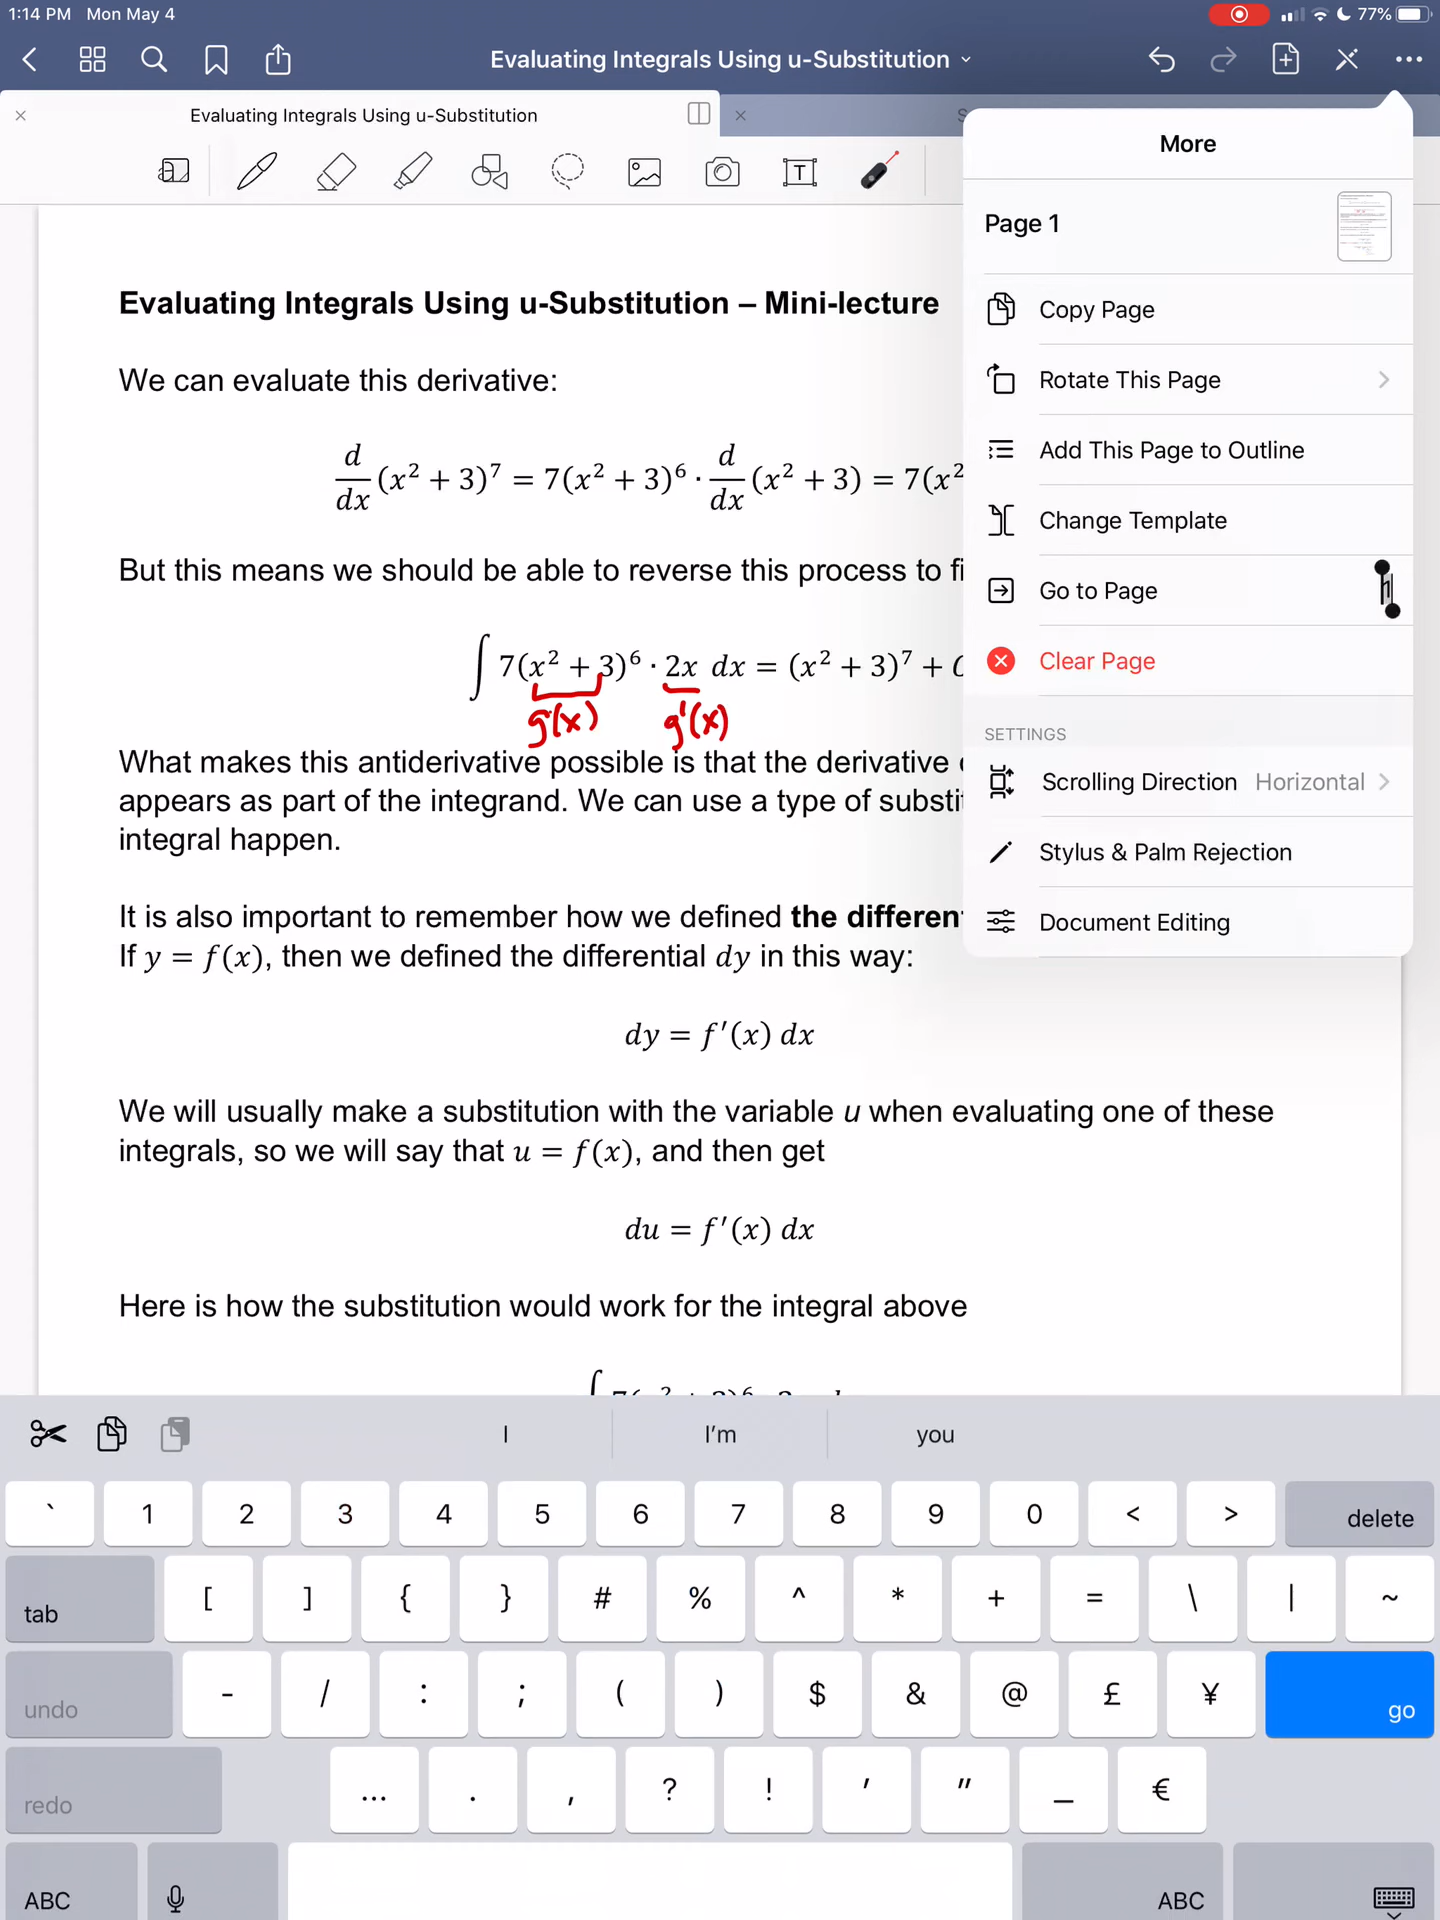 1:14 PM Mon May 4
77%
Evaluating Integrals Using u-Substitution
Evaluating Integrals Using u-Substitution
T
More
Page 1
Copy Page
Rotate This Page
Add This Page to Outline
Change Template
Go to Page
Clear Page
SETTINGS
Scrolling Direction Horizontal
Stylus & Palm Rejection
Document Editing
Evaluating Integrals Using u-Substitution – Mini-lecture
We can evaluate this derivative:
d/dx (x² + 3)⁷ = 7(x² + 3)⁶ · d/dx (x² + 3) = 7(x²
But this means we should be able to reverse this process to fi
∫ 7(x² + 3)⁶ · 2x dx = (x² + 3)⁷ + C
g(x) g'(x)
What makes this antiderivative possible is that the derivative
appears as part of the integrand. We can use a type of substi
integral happen.
It is also important to remember how we defined the differen
If y = f(x), then we defined the differential dy in this way:
dy = f′(x) dx
We will usually make a substitution with the variable u when evaluating one of these
integrals, so we will say that u = f(x), and then get
du = f′(x) dx
Here is how the substitution would work for the integral above
I I'm you
` 1 2 3 4 5 6 7 8 9 0 < > delete
tab [ ] { } # % ^ * + = \ | ~
undo - / : ; ( ) $ & @ £ ¥ go
redo ... . , ? ! ' " _ €
ABC ABC